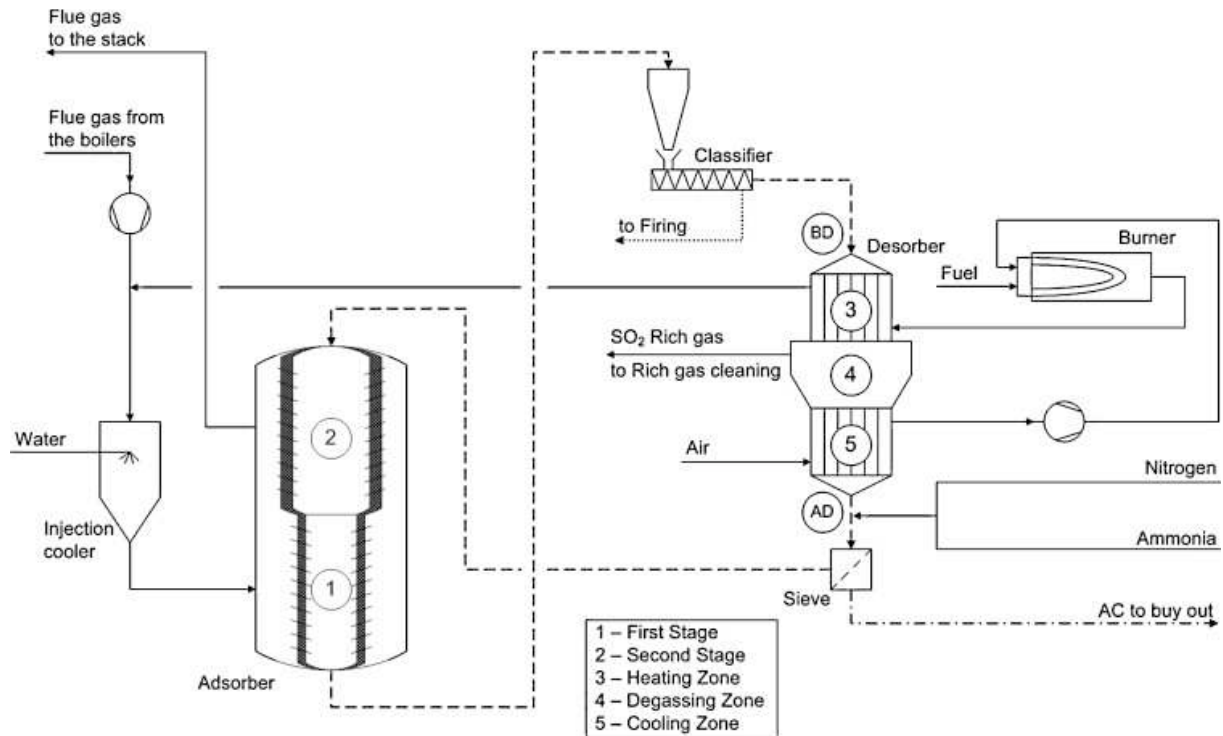 Flue gas
to the stack
Flue gas from
the boilers
Classifier
to Firing
BD
Desorber
Burner
Fuel
3
SO₂ Rich gas
to Rich gas cleaning
4
2
Water
5
Air
Nitrogen
Injection
cooler
AD
Ammonia
1
Sieve
AC to buy out
Adsorber
1 – First Stage
2 – Second Stage
3 – Heating Zone
4 – Degassing Zone
5 – Cooling Zone